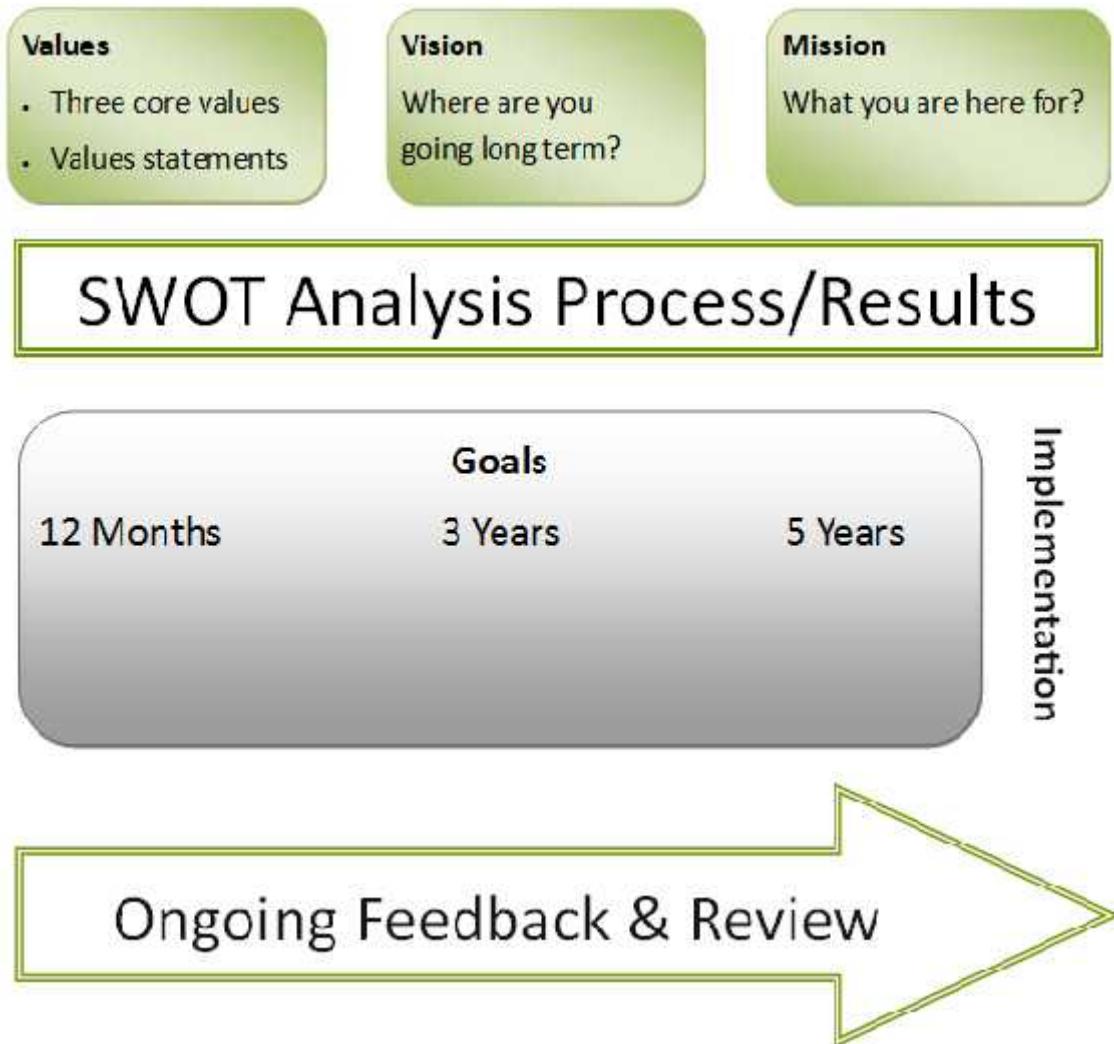 Values
• Three core values
• Values statements
Vision
Where are you
going long term?
Mission
What you are here for?
SWOT Analysis Process/Results
Goals
12 Months 3 Years 5 Years
Implementation
Ongoing Feedback & Review